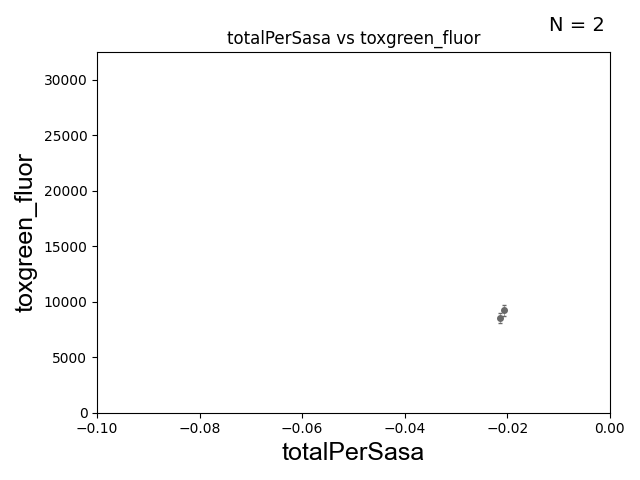 N = 2
totalPerSasa vs toxgreen_fluor
30000
25000
20000
15000
10000
5000
0
toxgreen_fluor
−0.10 −0.08 −0.06 −0.04 −0.02 0.00
totalPerSasa